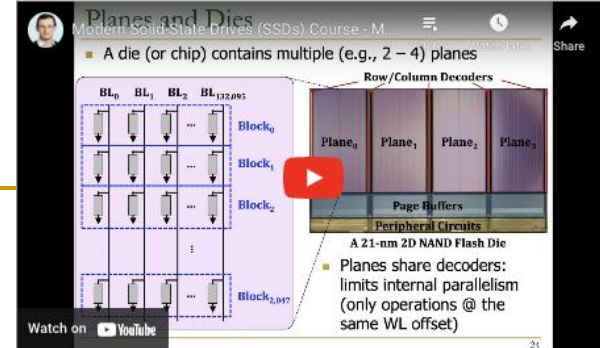 Planes and Dies
Modern Solid-State Drives (SSDs) Course - M...
Share
A die (or chip) contains multiple (e.g., 2 – 4) planes
Row/Column Decoders
BL0 BL1 BL2 BL132,095
Block0
Block1
Block2
Block2,047
Plane0 Plane1 Plane2 Plane3
Page Buffers
Peripheral Circuits
A 21-nm 2D NAND Flash Die
Planes share decoders:
limits internal parallelism
(only operations @ the
same WL offset)
Watch on YouTube
24